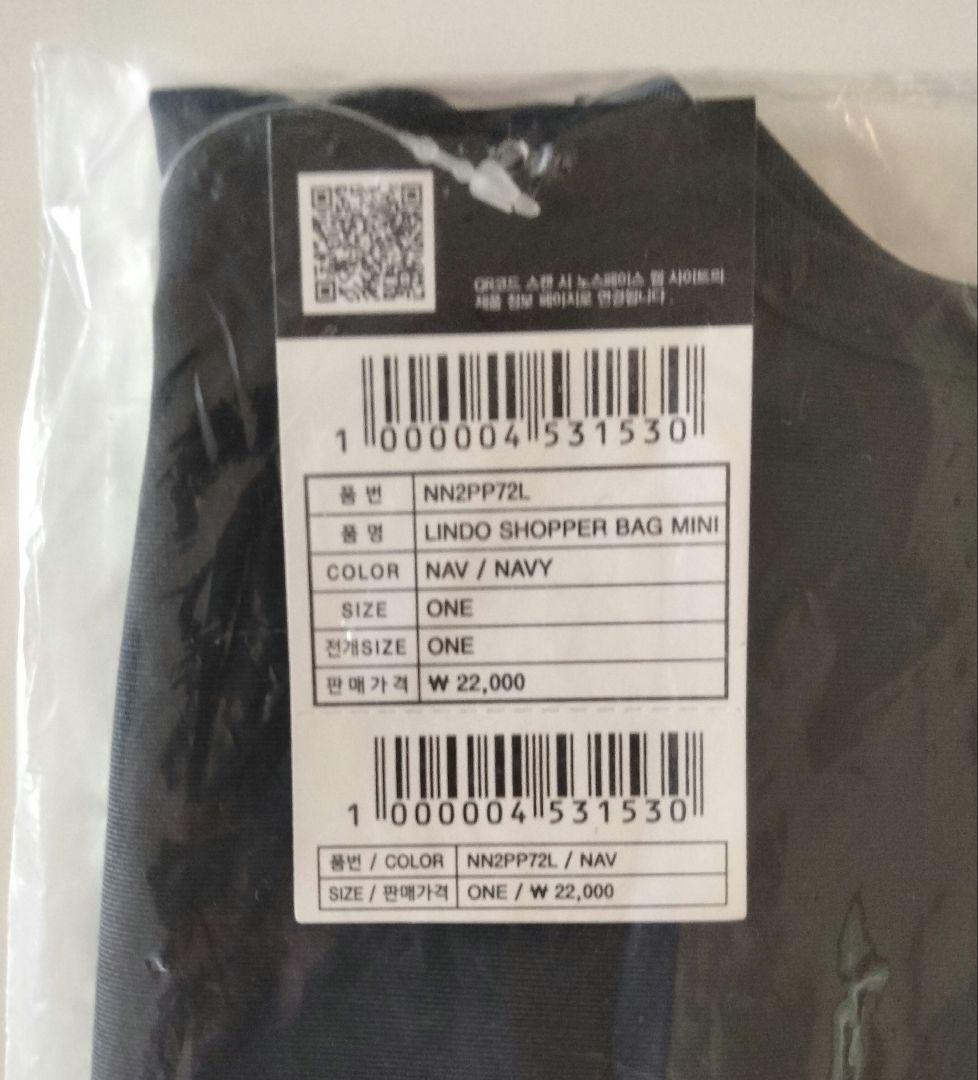 QR코드 스캔 시 노스페이스 웹 사이트의
제품 정보 페이지로 연결됩니다.
1 000004 531530
품 번 NN2PP72L
품 명 LINDO SHOPPER BAG MINI
COLOR NAV / NAVY
SIZE ONE
전개SIZE ONE
판 매 가 격 ₩ 22,000
1 000004 531530
품번 / COLOR NN2PP72L / NAV
SIZE / 판매가격 ONE / ₩ 22,000